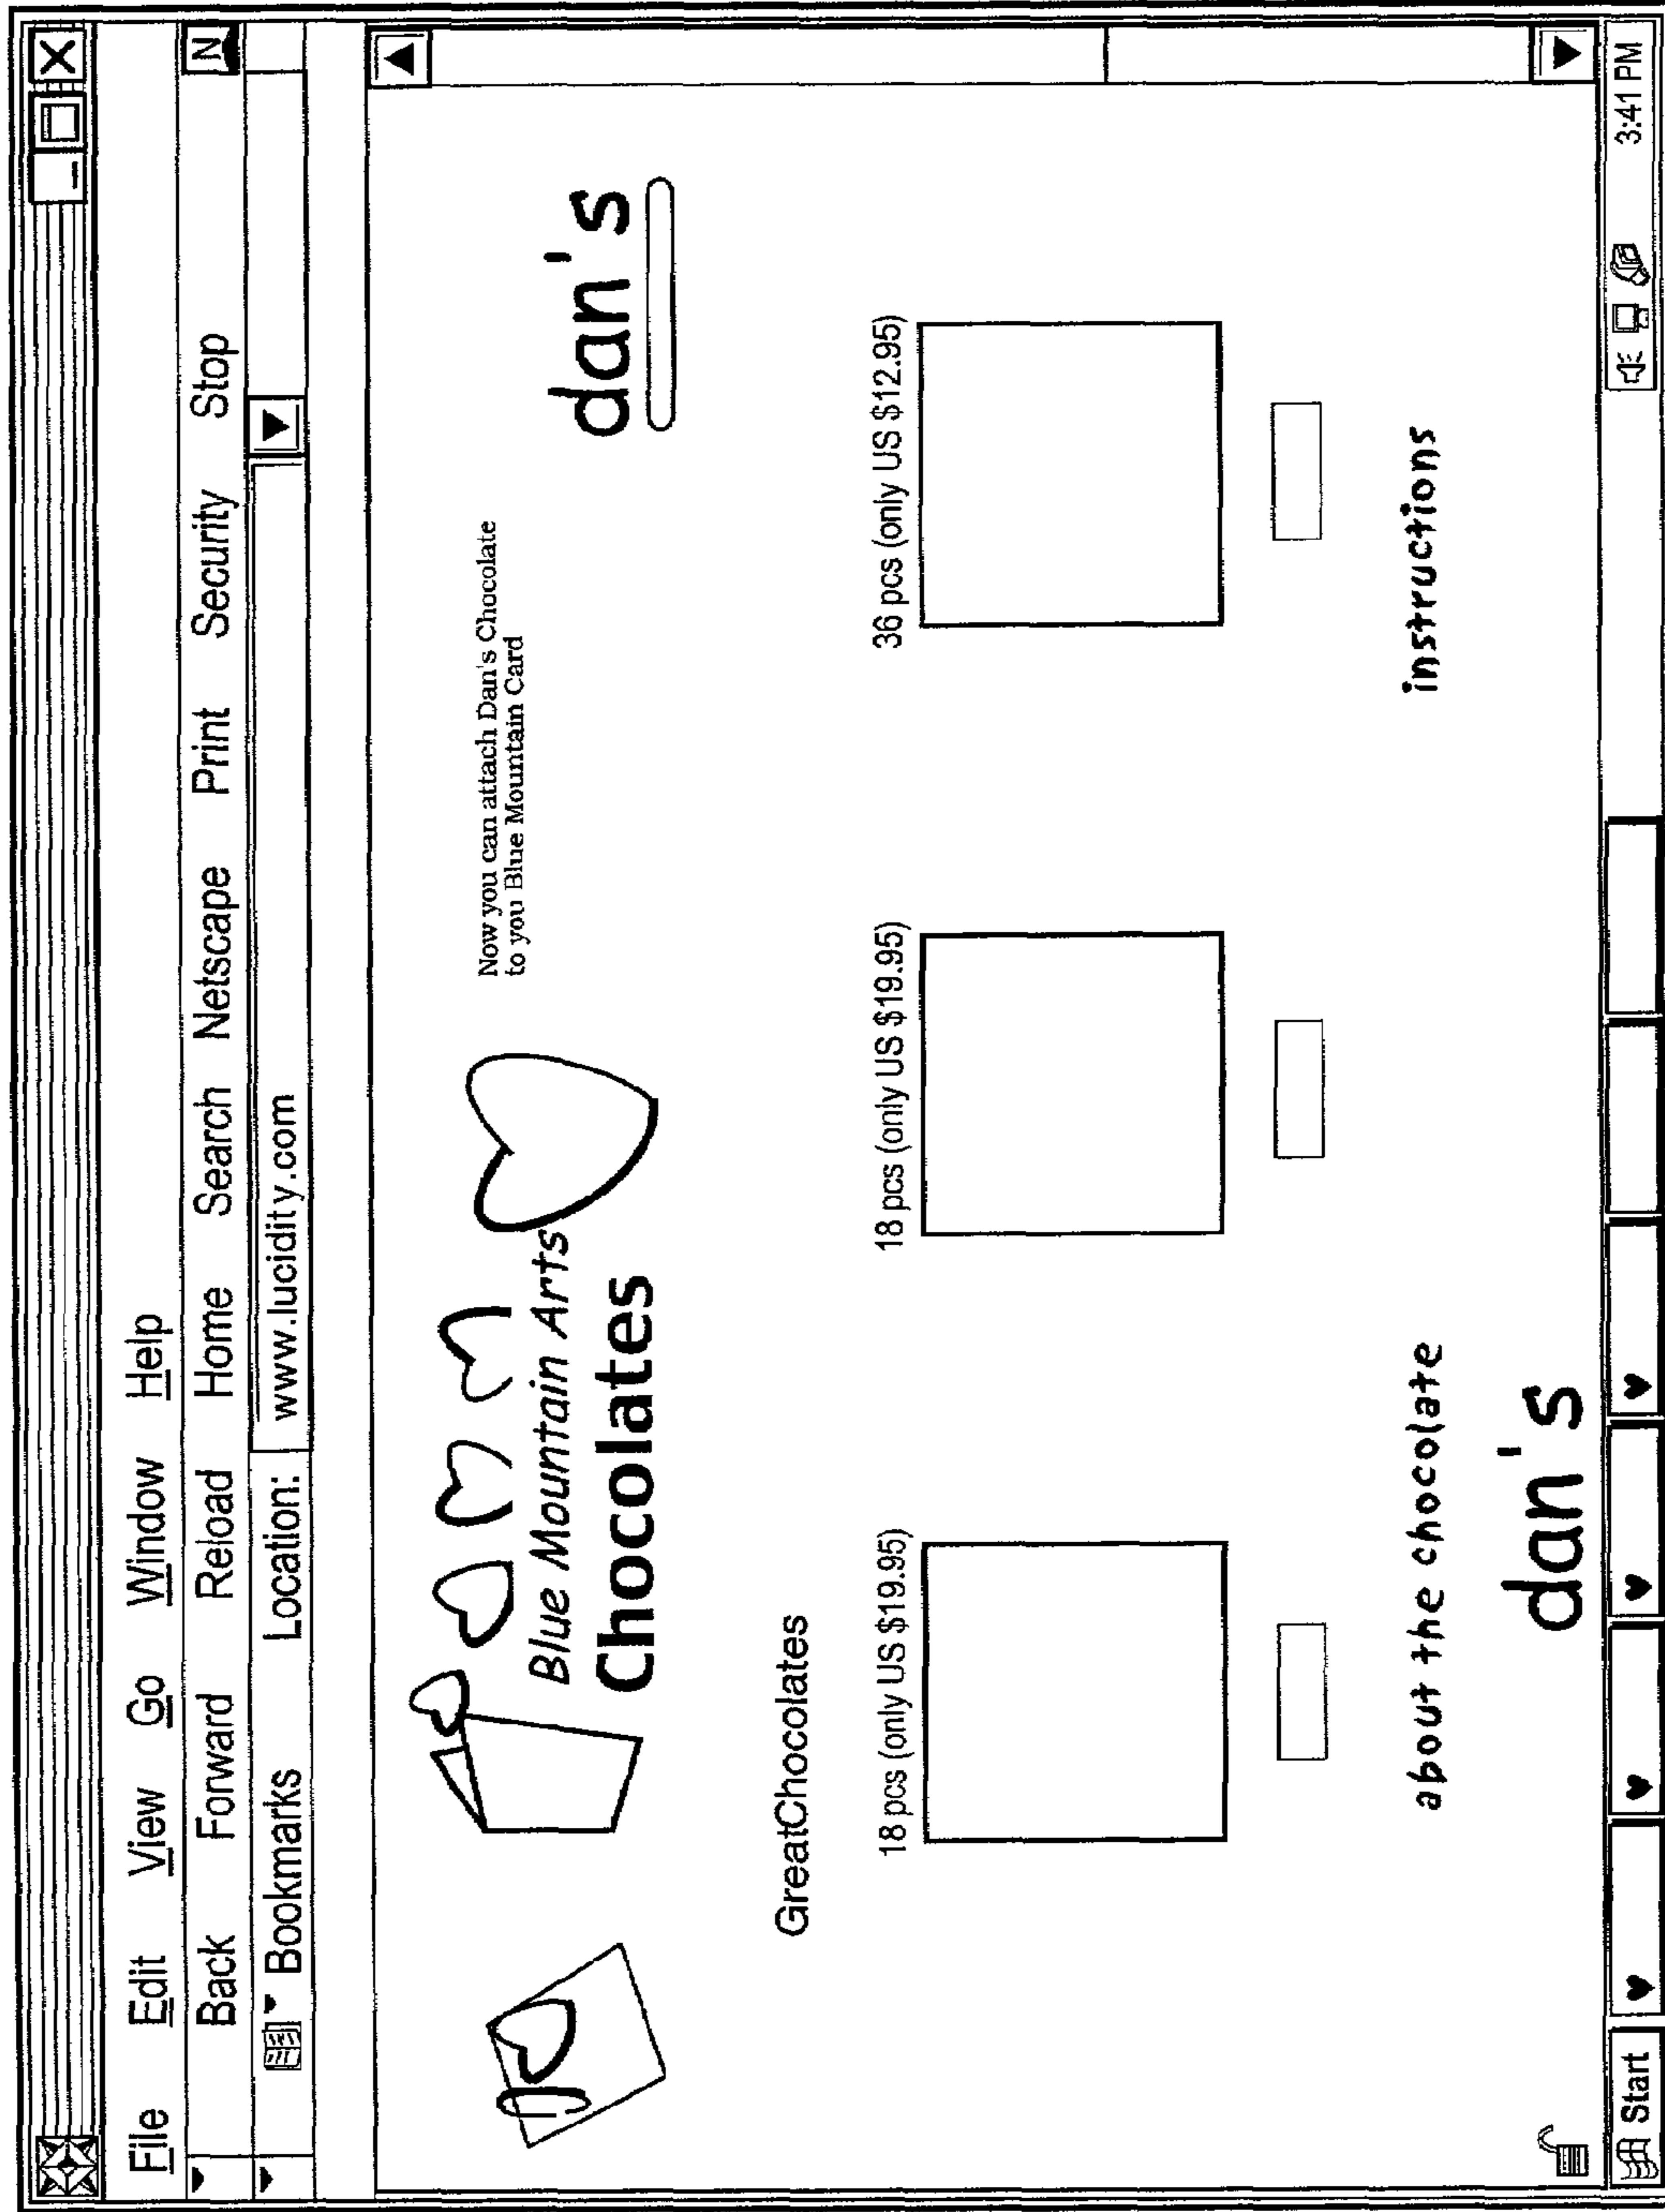 File Edit View Go Window Help
Back Forward Reload Home Search Netscape Print Security Stop
N
Bookmarks Location: www.lucidity.com
Blue Mountain Arts
Chocolates
Now you can attach Dan's Chocolate
to you Blue Mountain Card
dan's
GreatChocolates
18 pcs (only US $19.95) 18 pcs (only US $19.95) 36 pcs (only US $12.95)
about the chocolate instructions
dan's
Start 3:41 PM